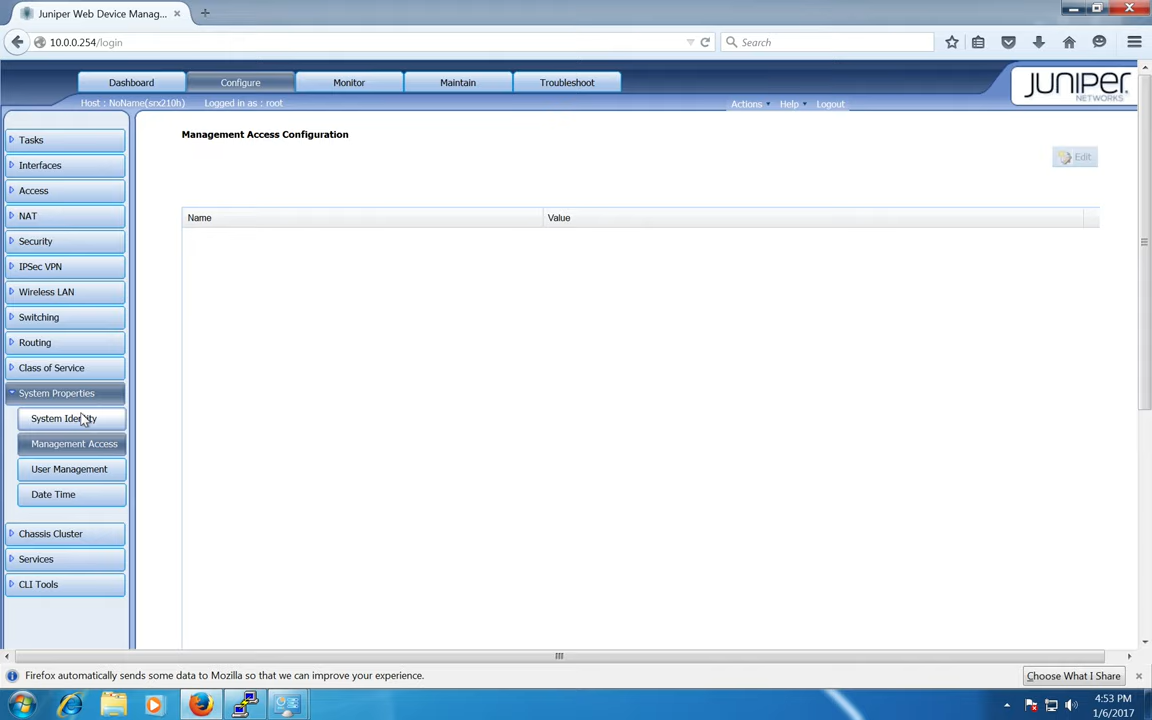 Juniper Web Device Manag...
10.0.0.254/login
Search
Dashboard
Configure
Monitor
Maintain
Troubleshoot
JUNIPER
NETWORKS
Host : NoName(srx210h)
Logged in as : root
Actions
Help
Logout
Tasks
Interfaces
Access
NAT
Security
IPSec VPN
Wireless LAN
Switching
Routing
Class of Service
System Properties
System Identity
Management Access
User Management
Date Time
Chassis Cluster
Services
CLI Tools
Management Access Configuration
Edit
Name
Value
Firefox automatically sends some data to Mozilla so that we can improve your experience.
Choose What I Share
4:53 PM
1/6/2017